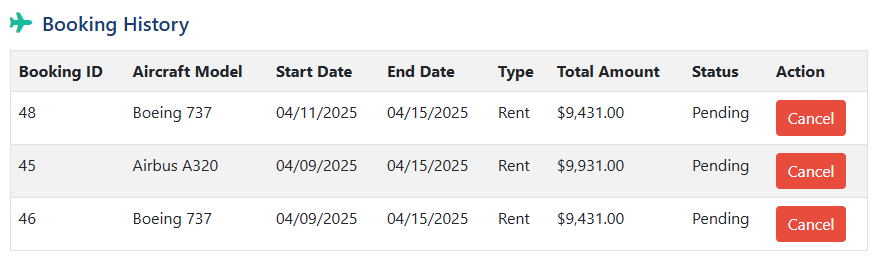 Booking History
Booking ID Aircraft Model Start Date End Date Type Total Amount Status Action
48 Boeing 737 04/11/2025 04/15/2025 Rent $9,431.00 Pending Cancel
45 Airbus A320 04/09/2025 04/15/2025 Rent $9,931.00 Pending Cancel
46 Boeing 737 04/09/2025 04/15/2025 Rent $9,431.00 Pending Cancel